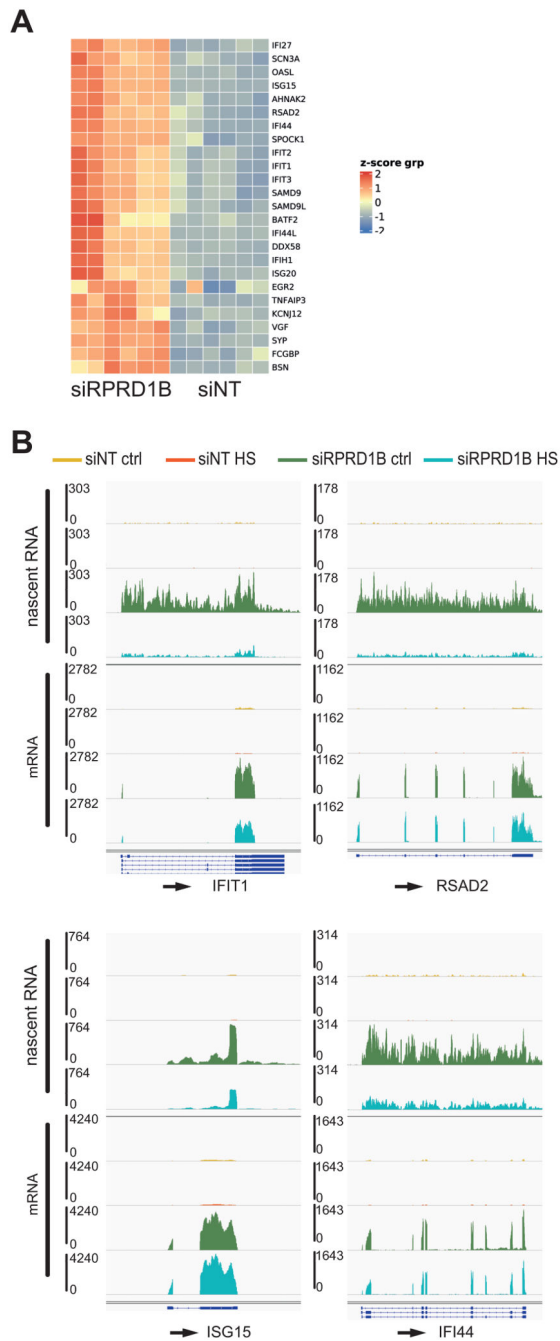 A
IFI27
SCN3A
OASL
ISG15
AHNAK2
RSAD2
IFI44
SPOCK1
IFIT2
IFIT1
IFIT3
SAMD9
SAMD9L
BATF2
IFI44L
DDX58
IFIH1
ISG20
EGR2
TNFAIP3
KCNJ12
VGF
SYP
FCGBP
BSN
z-score grp
2
1
0
-1
-2
siRPRD1B siNT
B
siNT ctrl siNT HS siRPRD1B ctrl siRPRD1B HS
nascent RNA
303
0
303
0
303
0
303
0
mRNA
2782
0
2782
0
2782
0
2782
0
IFIT1
178
0
178
0
178
0
178
0
1162
0
1162
0
1162
0
1162
0
RSAD2
nascent RNA
764
0
764
0
764
0
764
0
mRNA
4240
0
4240
0
4240
0
4240
0
ISG15
314
0
314
0
314
0
314
0
1643
0
1643
0
1643
0
1643
0
IFI44